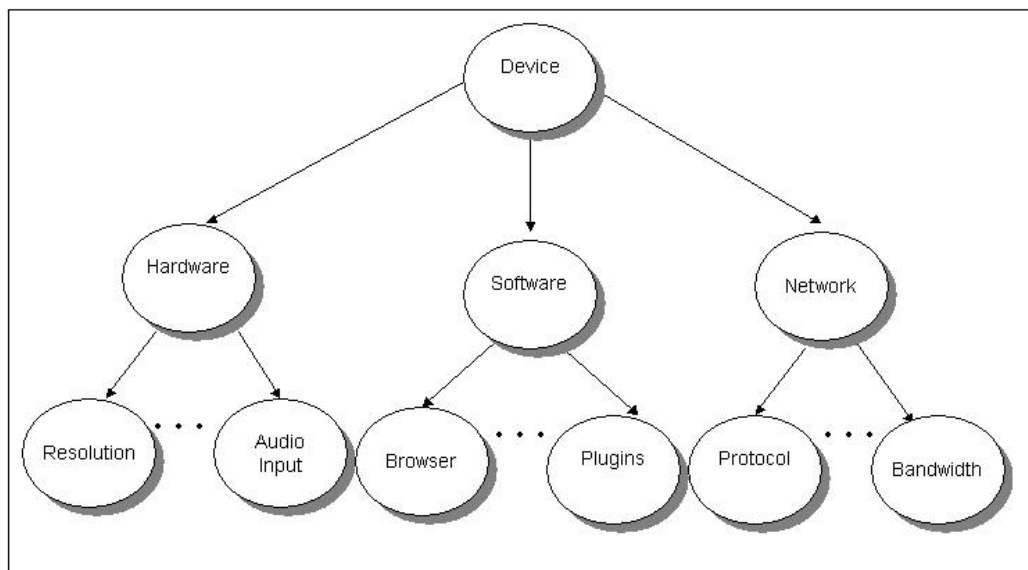 Device
Hardware
Software
Network
Resolution
. . .
Audio
Input
Browser
. . .
Plugins
Protocol
. . .
Bandwidth